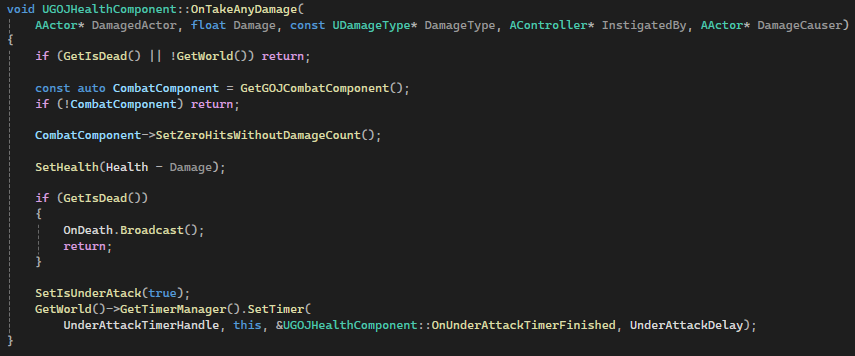 void UGOJHealthComponent::OnTakeAnyDamage(
    AActor* DamagedActor, float Damage, const UDamageType* DamageType, AController* InstigatedBy, AActor* DamageCauser)
{
    if (GetIsDead() || !GetWorld()) return;

    const auto CombatComponent = GetGOJCombatComponent();
    if (!CombatComponent) return;

    CombatComponent->SetZeroHitsWithoutDamageCount();

    SetHealth(Health - Damage);

    if (GetIsDead())
    {
        OnDeath.Broadcast();
        return;
    }

    SetIsUnderAtack(true);
    GetWorld()->GetTimerManager().SetTimer(
        UnderAttackTimerHandle, this, &UGOJHealthComponent::OnUnderAttackTimerFinished, UnderAttackDelay);
}